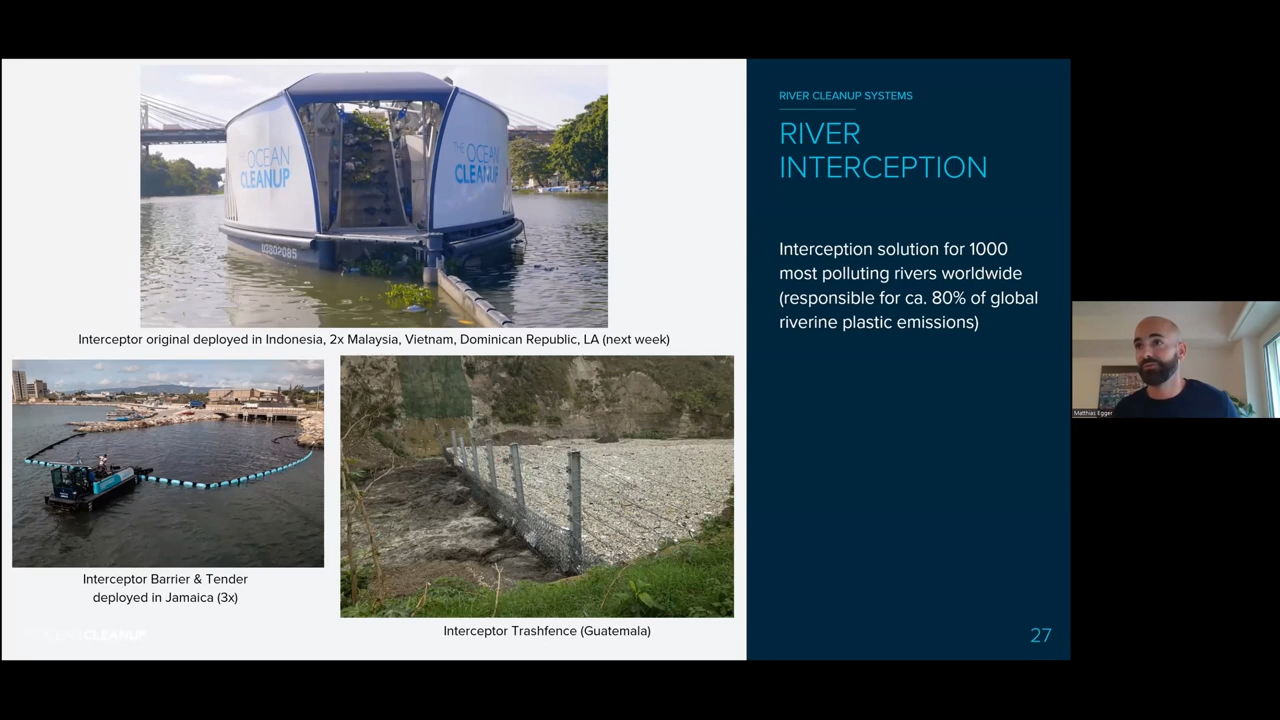 THE OCEAN
CLEANUP
THE OCEAN
CLEANUP
Interceptor original deployed in Indonesia, 2x Malaysia, Vietnam, Dominican Republic, LA (next week)
Interceptor Barrier & Tender
deployed in Jamaica (3x)
Interceptor Trashfence (Guatemala)
CLEANUP
RIVER CLEANUP SYSTEMS
RIVER
INTERCEPTION
Interception solution for 1000
most polluting rivers worldwide
(responsible for ca. 80% of global
riverine plastic emissions)
27
Matthias Egger